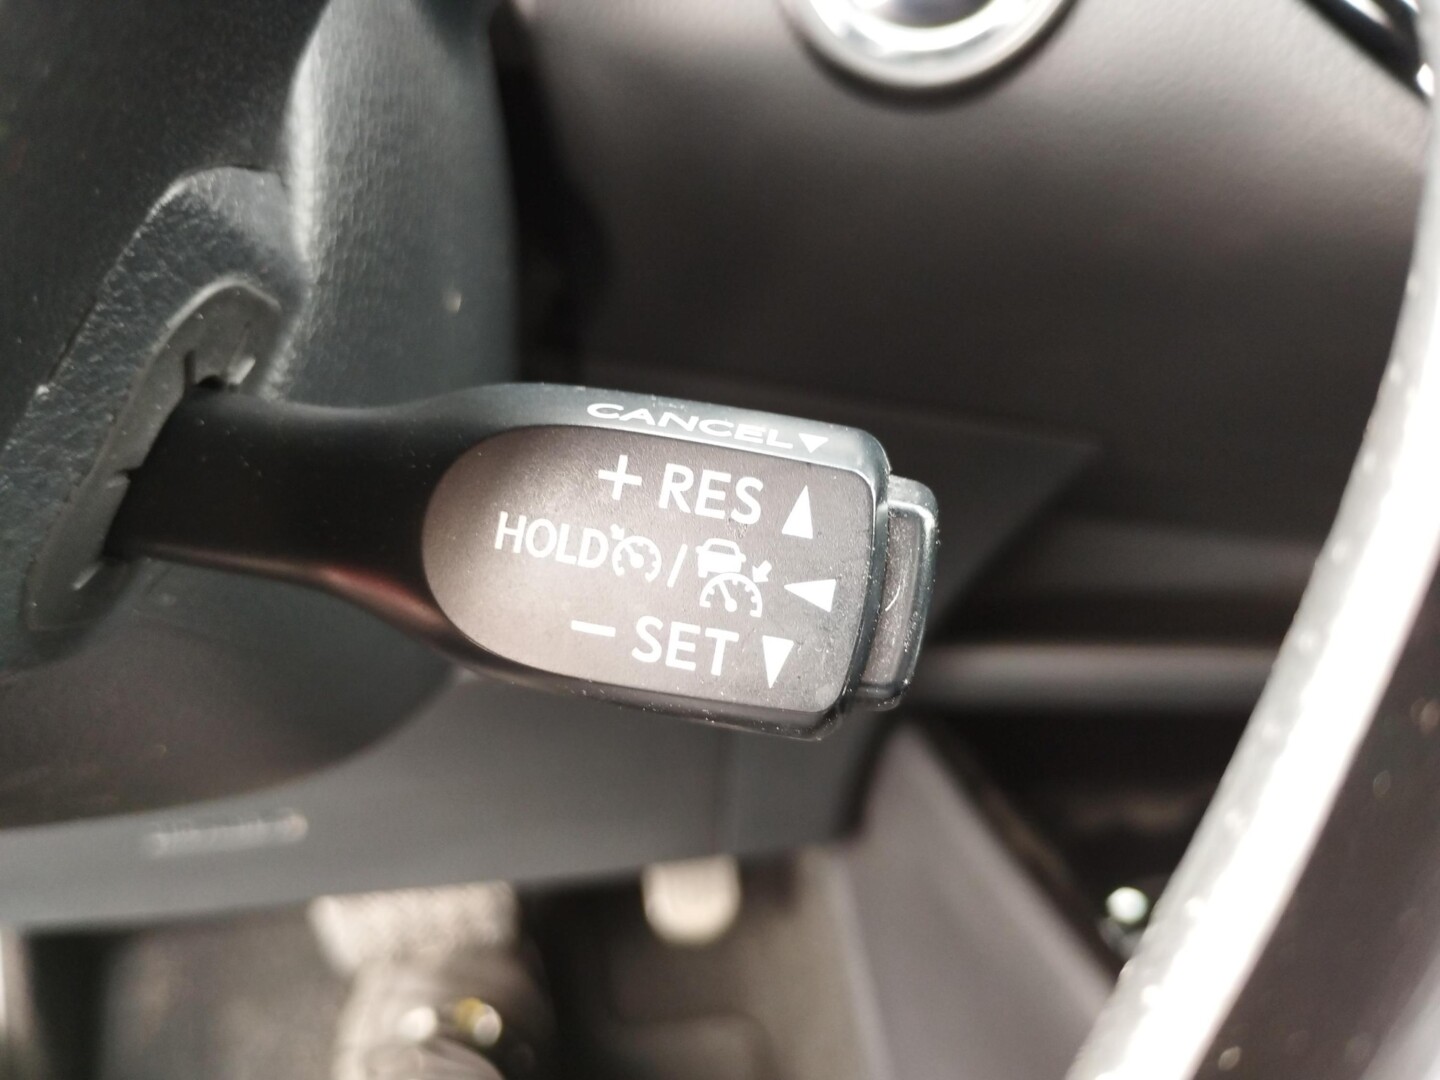 CANCEL
+ RES
HOLD /
– SET